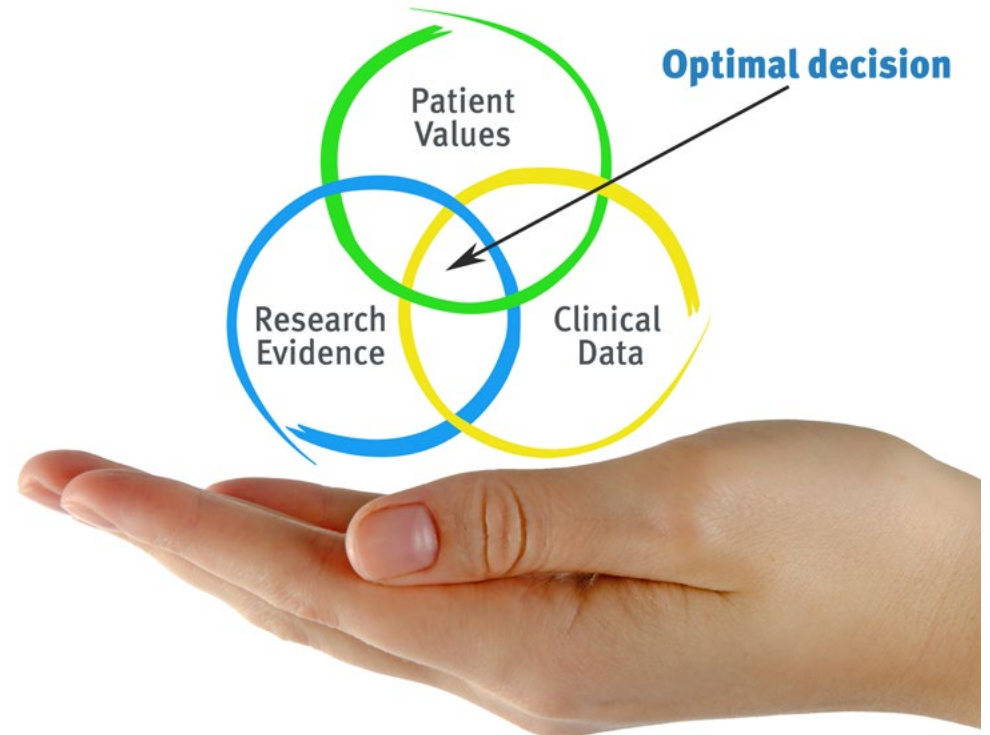 Optimal decision
Patient
Values
Research
Evidence
Clinical
Data